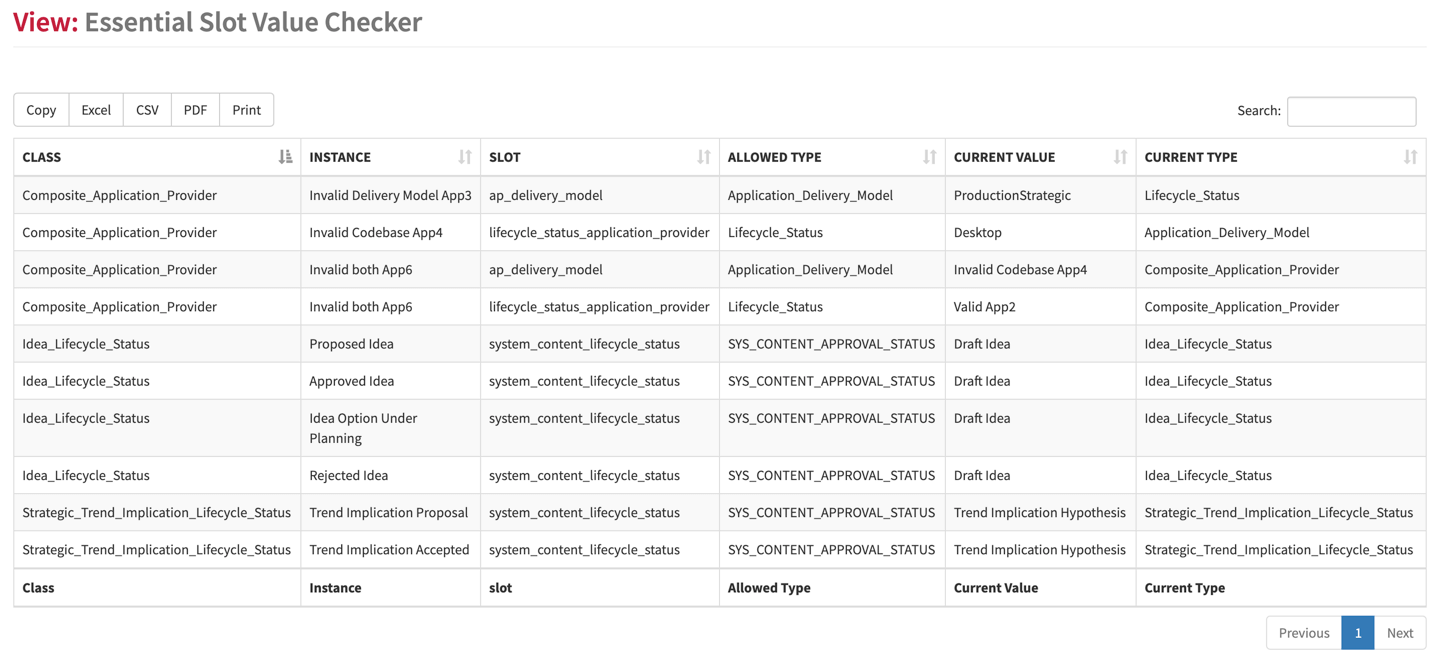 View: Essential Slot Value Checker
Copy Excel CSV PDF Print Search:
CLASS INSTANCE SLOT ALLOWED TYPE CURRENT VALUE CURRENT TYPE
Composite_Application_Provider Invalid Delivery Model App3 ap_delivery_model Application_Delivery_Model ProductionStrategic Lifecycle_Status
Composite_Application_Provider Invalid Codebase App4 lifecycle_status_application_provider Lifecycle_Status Desktop Application_Delivery_Model
Composite_Application_Provider Invalid both App6 ap_delivery_model Application_Delivery_Model Invalid Codebase App4 Composite_Application_Provider
Composite_Application_Provider Invalid both App6 lifecycle_status_application_provider Lifecycle_Status Valid App2 Composite_Application_Provider
Idea_Lifecycle_Status Proposed Idea system_content_lifecycle_status SYS_CONTENT_APPROVAL_STATUS Draft Idea Idea_Lifecycle_Status
Idea_Lifecycle_Status Approved Idea system_content_lifecycle_status SYS_CONTENT_APPROVAL_STATUS Draft Idea Idea_Lifecycle_Status
Idea_Lifecycle_Status Idea Option Under system_content_lifecycle_status SYS_CONTENT_APPROVAL_STATUS Draft Idea Idea_Lifecycle_Status
Planning
Idea_Lifecycle_Status Rejected Idea system_content_lifecycle_status SYS_CONTENT_APPROVAL_STATUS Draft Idea Idea_Lifecycle_Status
Strategic_Trend_Implication_Lifecycle_Status Trend Implication Proposal system_content_lifecycle_status SYS_CONTENT_APPROVAL_STATUS Trend Implication Hypothesis Strategic_Trend_Implication_Lifecycle_Status
Strategic_Trend_Implication_Lifecycle_Status Trend Implication Accepted system_content_lifecycle_status SYS_CONTENT_APPROVAL_STATUS Trend Implication Hypothesis Strategic_Trend_Implication_Lifecycle_Status
Class Instance slot Allowed Type Current Value Current Type
Previous 1 Next